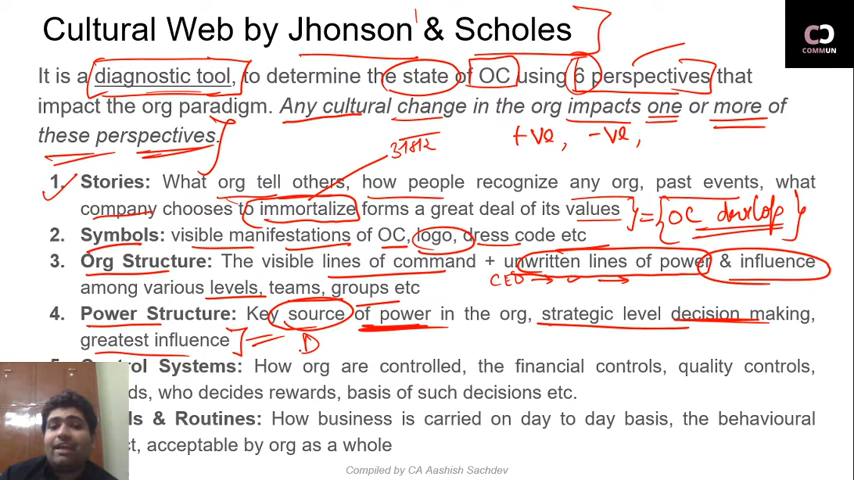 Cultural Web by Jhonson & Scholes
COMMUN
It is a diagnostic tool, to determine the state of OC using 6 perspectives that
impact the org paradigm. Any cultural change in the org impacts one or more of
these perspectives.
+ve, -ve,
अमर
1. Stories: What org tell others, how people recognize any org, past events, what
company chooses to immortalize forms a great deal of its values
= OC develop
2. Symbols: visible manifestations of OC, logo, dress code etc
3. Org Structure: The visible lines of command + unwritten lines of power & influence
CEO → →
among various levels, teams, groups etc
4. Power Structure: Key source of power in the org, strategic level decision making,
greatest influence
D
Control Systems: How org are controlled, the financial controls, quality controls,
who decides rewards, basis of such decisions etc.
& Routines: How business is carried on day to day basis, the behavioural
acceptable by org as a whole
Compiled by CA Aashish Sachdev